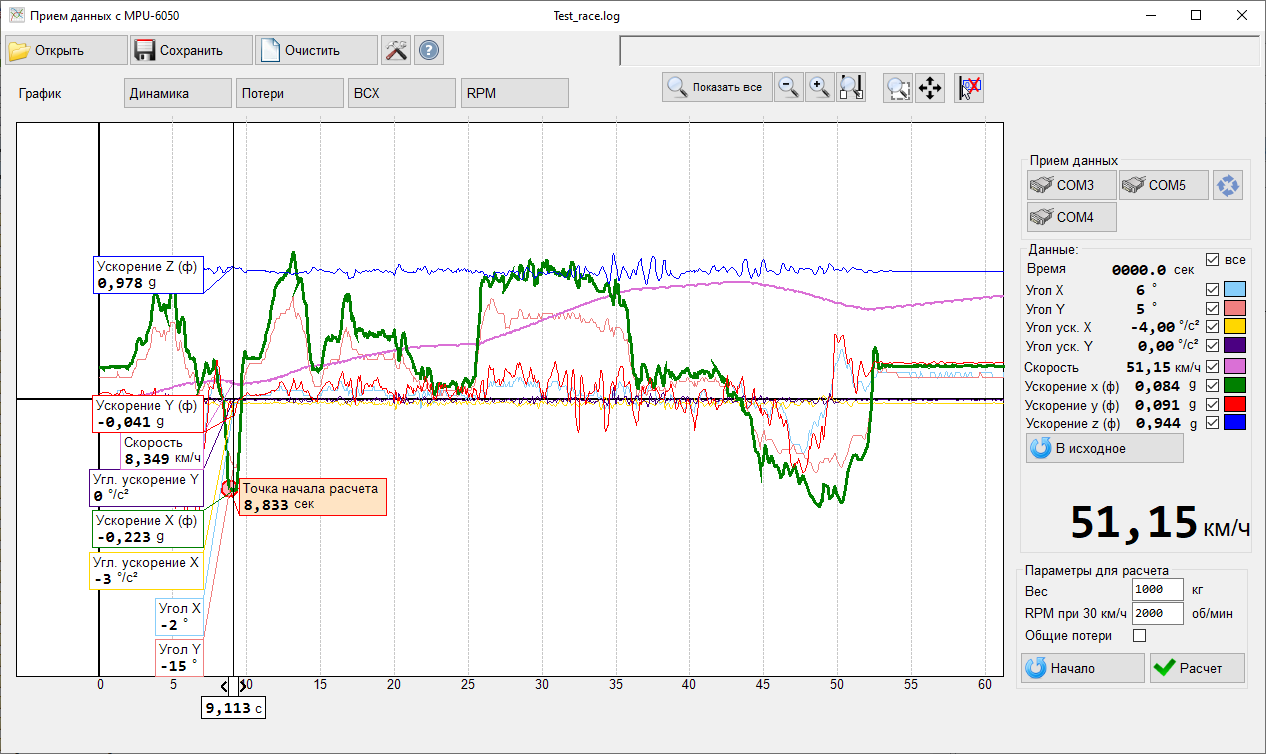 Прием данных с MPU-6050
Test_race.log
Открыть
Сохранить
Очистить
График
Динамика
Потери
ВСХ
RPM
Показать все
Ускорение Z (ф)
0,978 g
Ускорение Y (ф)
-0,041 g
Скорость
8,349 км/ч
Угл. ускорение Y
0 °/с²
Ускорение X (ф)
-0,223 g
Угл. ускорение X
-3 °/с²
Угол X
-2 °
Угол Y
-15 °
Точка начала расчета
8,833 сек
0 5 10 15 20 25 30 35 40 45 50 55 60
9,113 с
Прием данных
COM3
COM5
COM4
Данные:
все
Время 0000.0 сек
Угол X 6 °
Угол Y 5 °
Угол уск. X -4,00 °/с²
Угол уск. Y 0,00 °/с²
Скорость 51,15 км/ч
Ускорение x (ф) 0,084 g
Ускорение y (ф) 0,091 g
Ускорение z (ф) 0,944 g
В исходное
51,15 км/ч
Параметры для расчета
Вес 1000 кг
RPM при 30 км/ч 2000 об/мин
Общие потери
Начало
Расчет